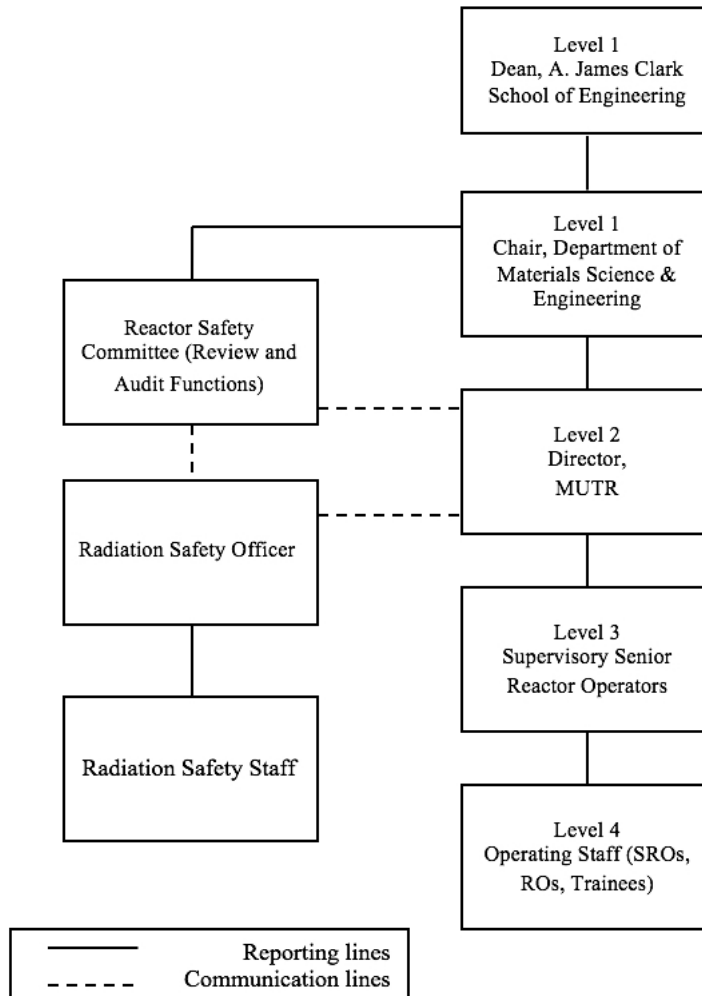 Level 1
Dean, A. James Clark
School of Engineering
Level 1
Chair, Department of
Materials Science &
Engineering
Reactor Safety
Committee (Review and
Audit Functions)
Level 2
Director,
MUTR
Radiation Safety Officer
Level 3
Supervisory Senior
Reactor Operators
Radiation Safety Staff
Level 4
Operating Staff (SROs,
ROs, Trainees)
Reporting lines
Communication lines